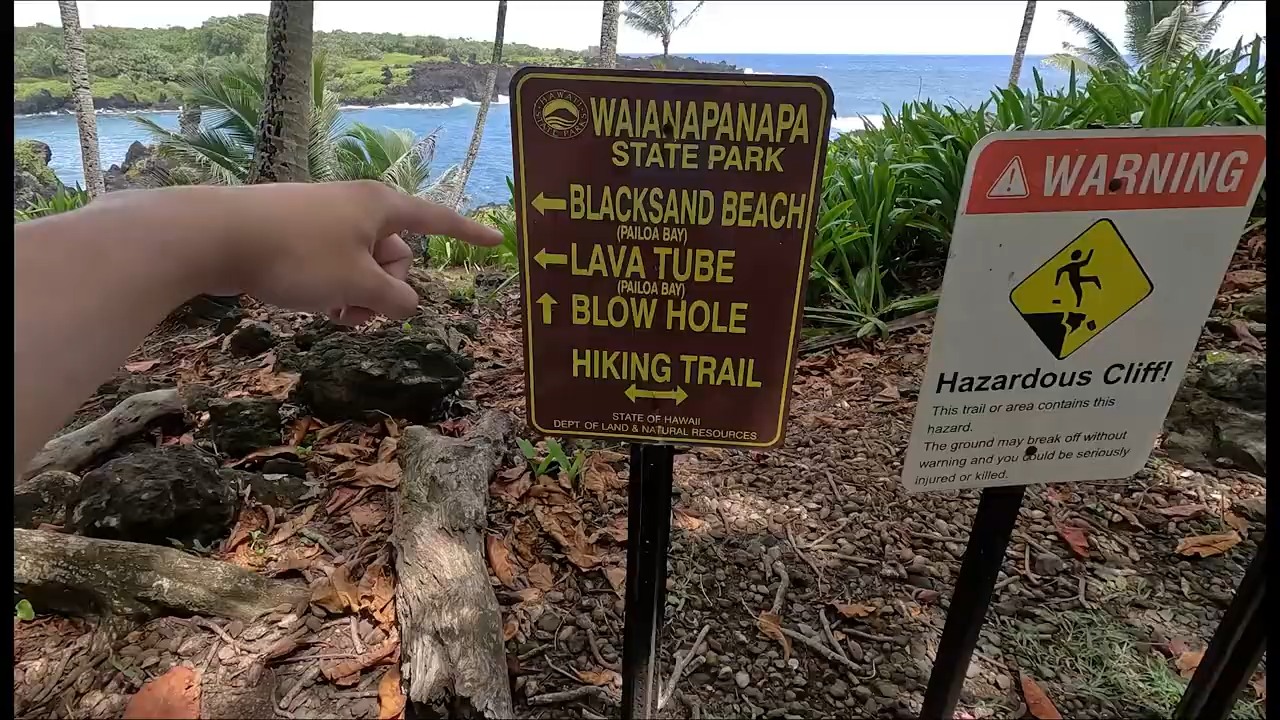 HAWAII
STATE PARKS
WAIANAPANAPA
STATE PARK
BLACKSAND BEACH
(PAILOA BAY)
LAVA TUBE
(PAILOA BAY)
BLOW HOLE
HIKING TRAIL
STATE OF HAWAII
DEPT OF LAND & NATURAL RESOURCES
WARNING
Hazardous Cliff!
This trail or area contains this
hazard.
The ground may break off without
warning and you could be seriously
injured or killed.